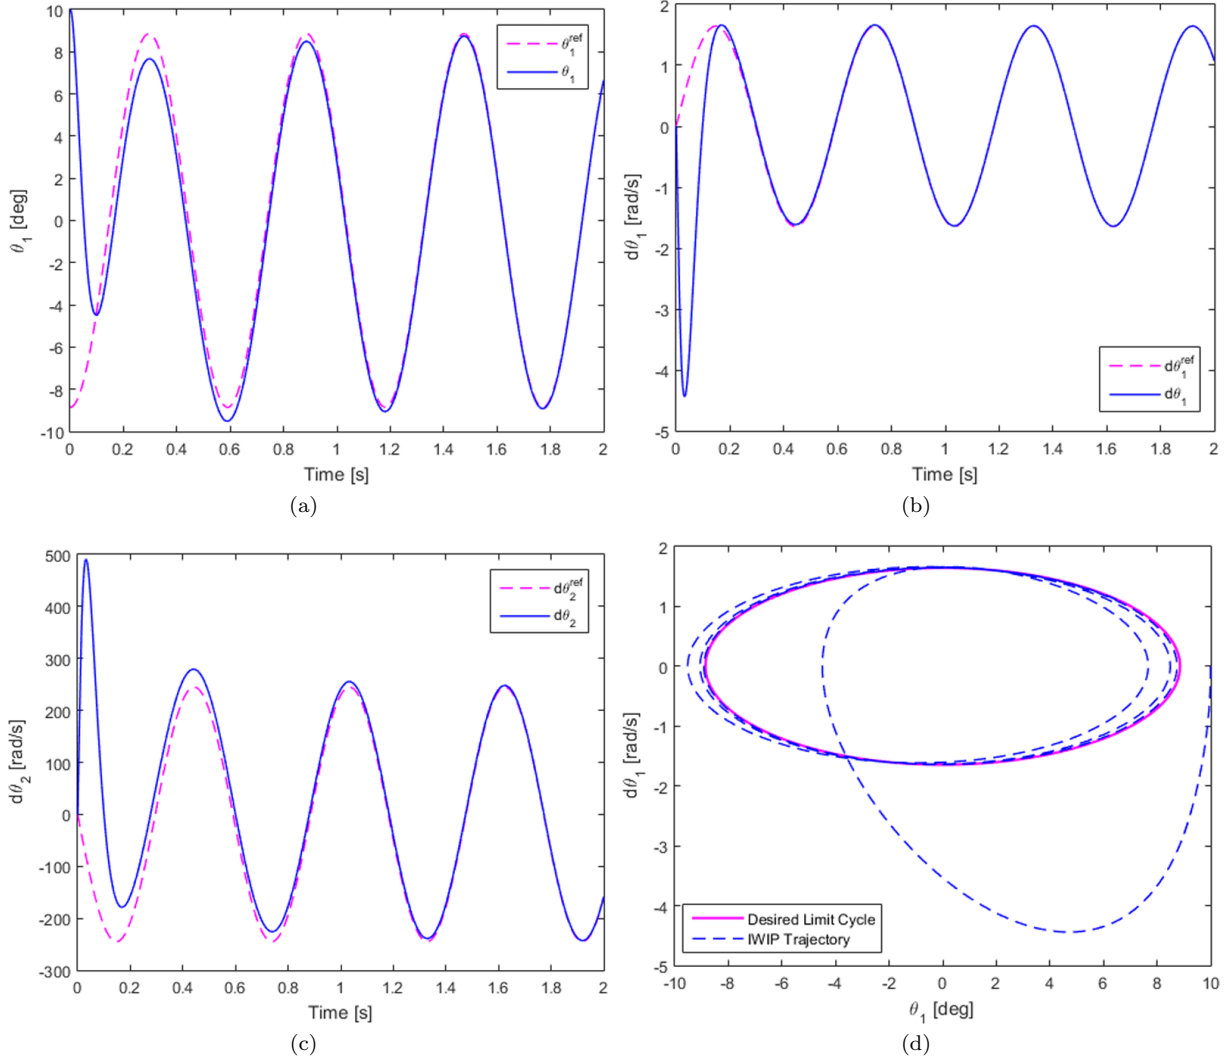 10
8
6
4
2
0
-2
-4
-6
-8
-10
θ₁ [deg]
θ₁^ref
θ₁
0 0.2 0.4 0.6 0.8 1 1.2 1.4 1.6 1.8 2
Time [s]
(a)
2
1
0
-1
-2
-3
-4
-5
dθ₁ [rad/s]
dθ₁^ref
dθ₁
0 0.2 0.4 0.6 0.8 1 1.2 1.4 1.6 1.8 2
Time [s]
(b)
500
400
300
200
100
0
-100
-200
-300
dθ₂ [rad/s]
dθ₂^ref
dθ₂
0 0.2 0.4 0.6 0.8 1 1.2 1.4 1.6 1.8 2
Time [s]
(c)
2
1
0
-1
-2
-3
-4
-5
dθ₁ [rad/s]
Desired Limit Cycle
IWIP Trajectory
-10 -8 -6 -4 -2 0 2 4 6 8 10
θ₁ [deg]
(d)